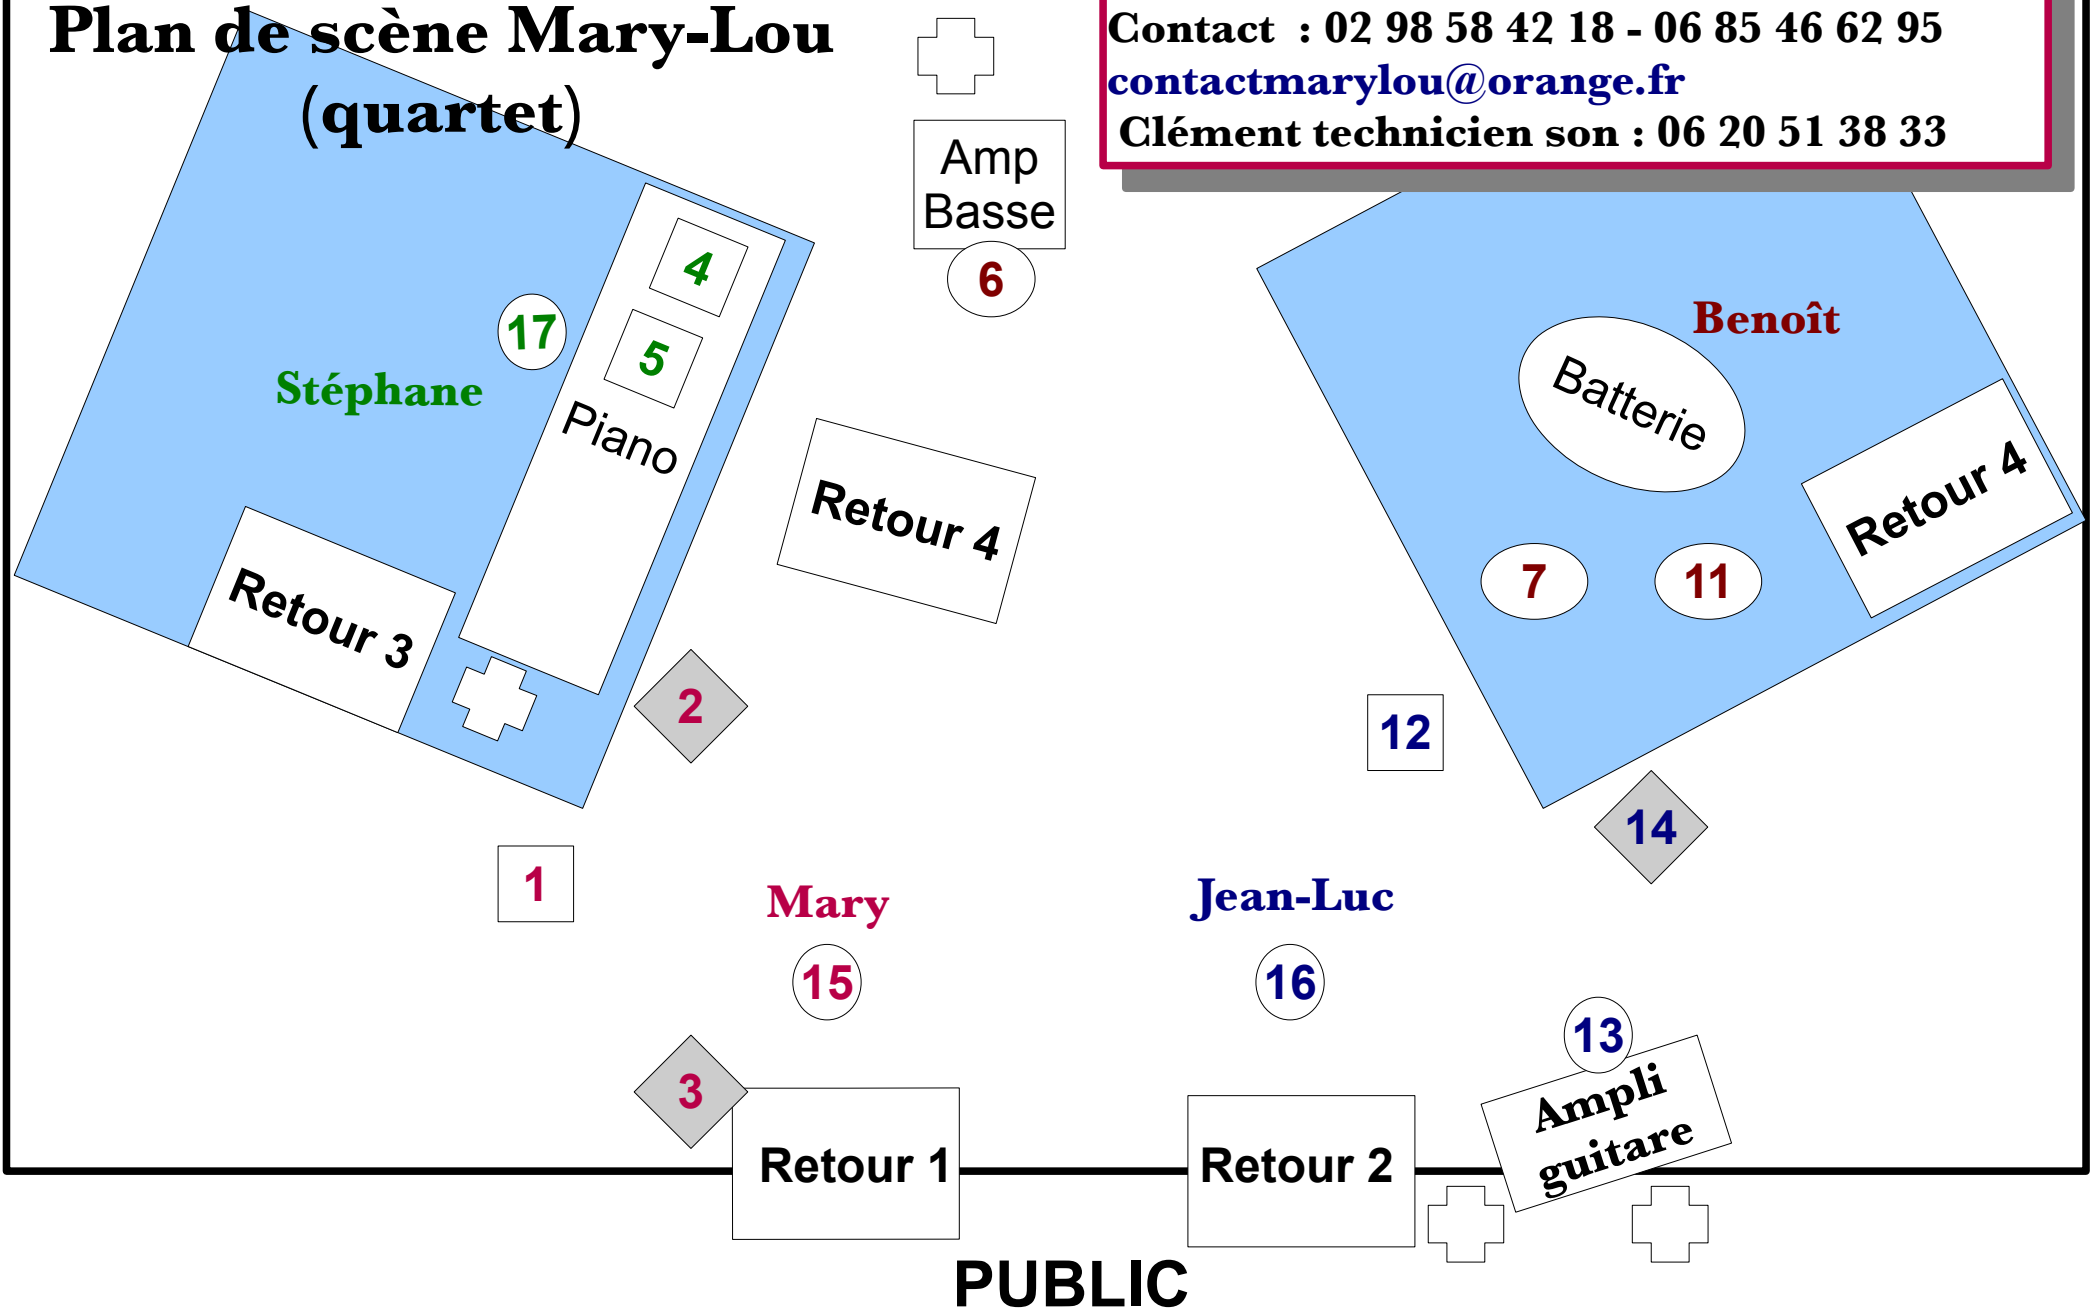 Plan de scène Mary-Lou
(quartet)
Contact : 02 98 58 42 18 - 06 85 46 62 95
contactmarylou@orange.fr
Clément technicien son : 06 20 51 38 33
Amp
Basse
6
4
5
17
Stéphane
Piano
Benoît
Batterie
Retour 4
Retour 4
Retour 3
7
11
2
12
14
1
Mary
Jean-Luc
15
16
13
3
Ampli
guitare
Retour 1
Retour 2
PUBLIC